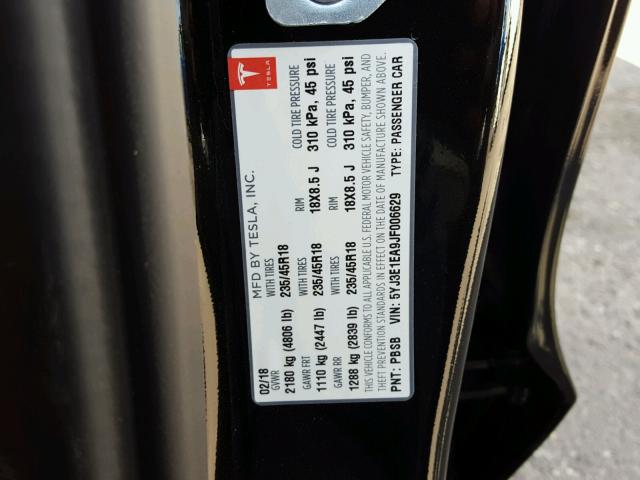 TESLA
MFD BY TESLA, INC.
02/18
GVWR WITH TIRES RIM COLD TIRE PRESSURE
2180 kg (4806 lb) 235/45R18 18X8.5 J 310 kPa, 45 psi
GAWR FRT WITH TIRES RIM COLD TIRE PRESSURE
1110 kg (2447 lb) 235/45R18 18X8.5 J 310 kPa, 45 psi
GAWR RR
1288 kg (2839 lb) 235/45R18
THIS VEHICLE CONFORMS TO ALL APPLICABLE U.S. FEDERAL MOTOR VEHICLE SAFETY, BUMPER, AND
THEFT PREVENTION STANDARDS IN EFFECT ON THE DATE OF MANUFACTURE SHOWN ABOVE.
PNT: PBSB VIN: 5YJ3E1EA9JF006629 TYPE: PASSENGER CAR